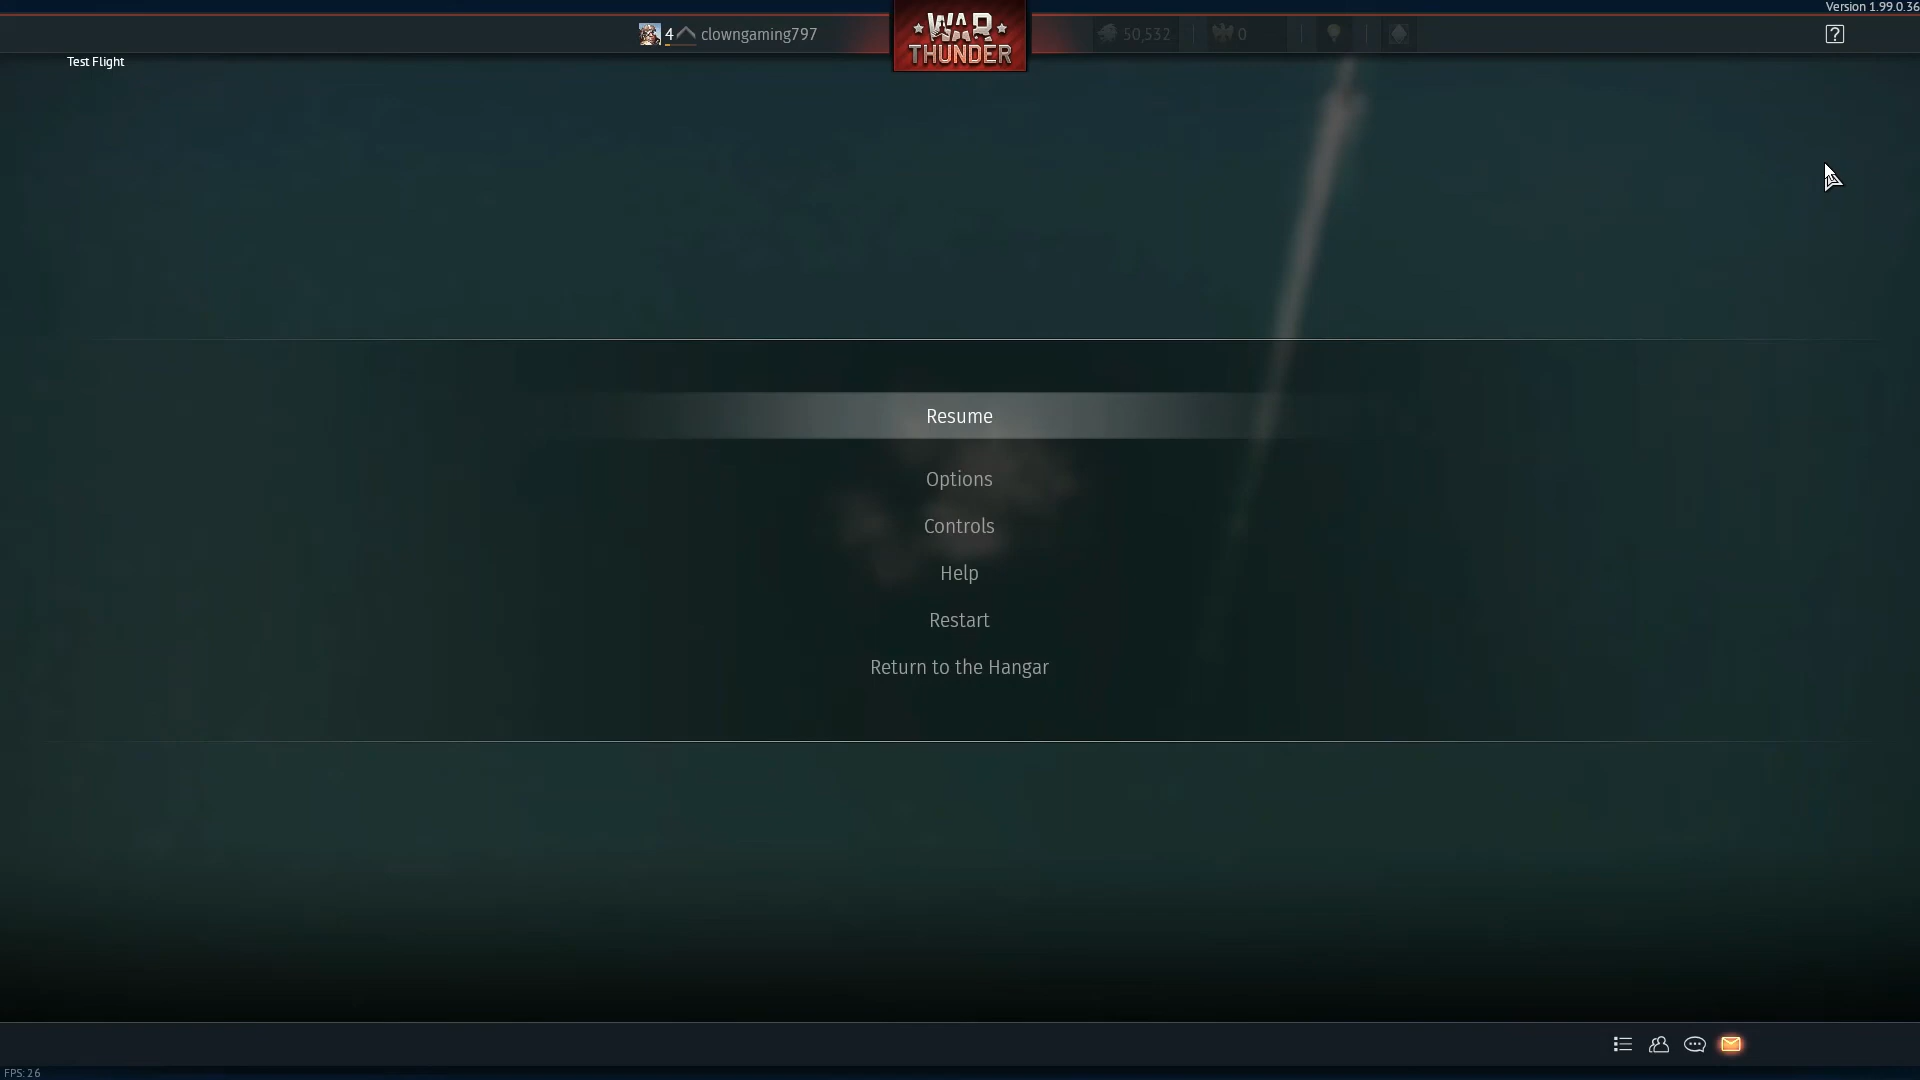 Version 1.99.0.36
4 clowngaming797
WAR
THUNDER
50,532
0
Test Flight
Resume
Options
Controls
Help
Restart
Return to the Hangar
FPS: 26